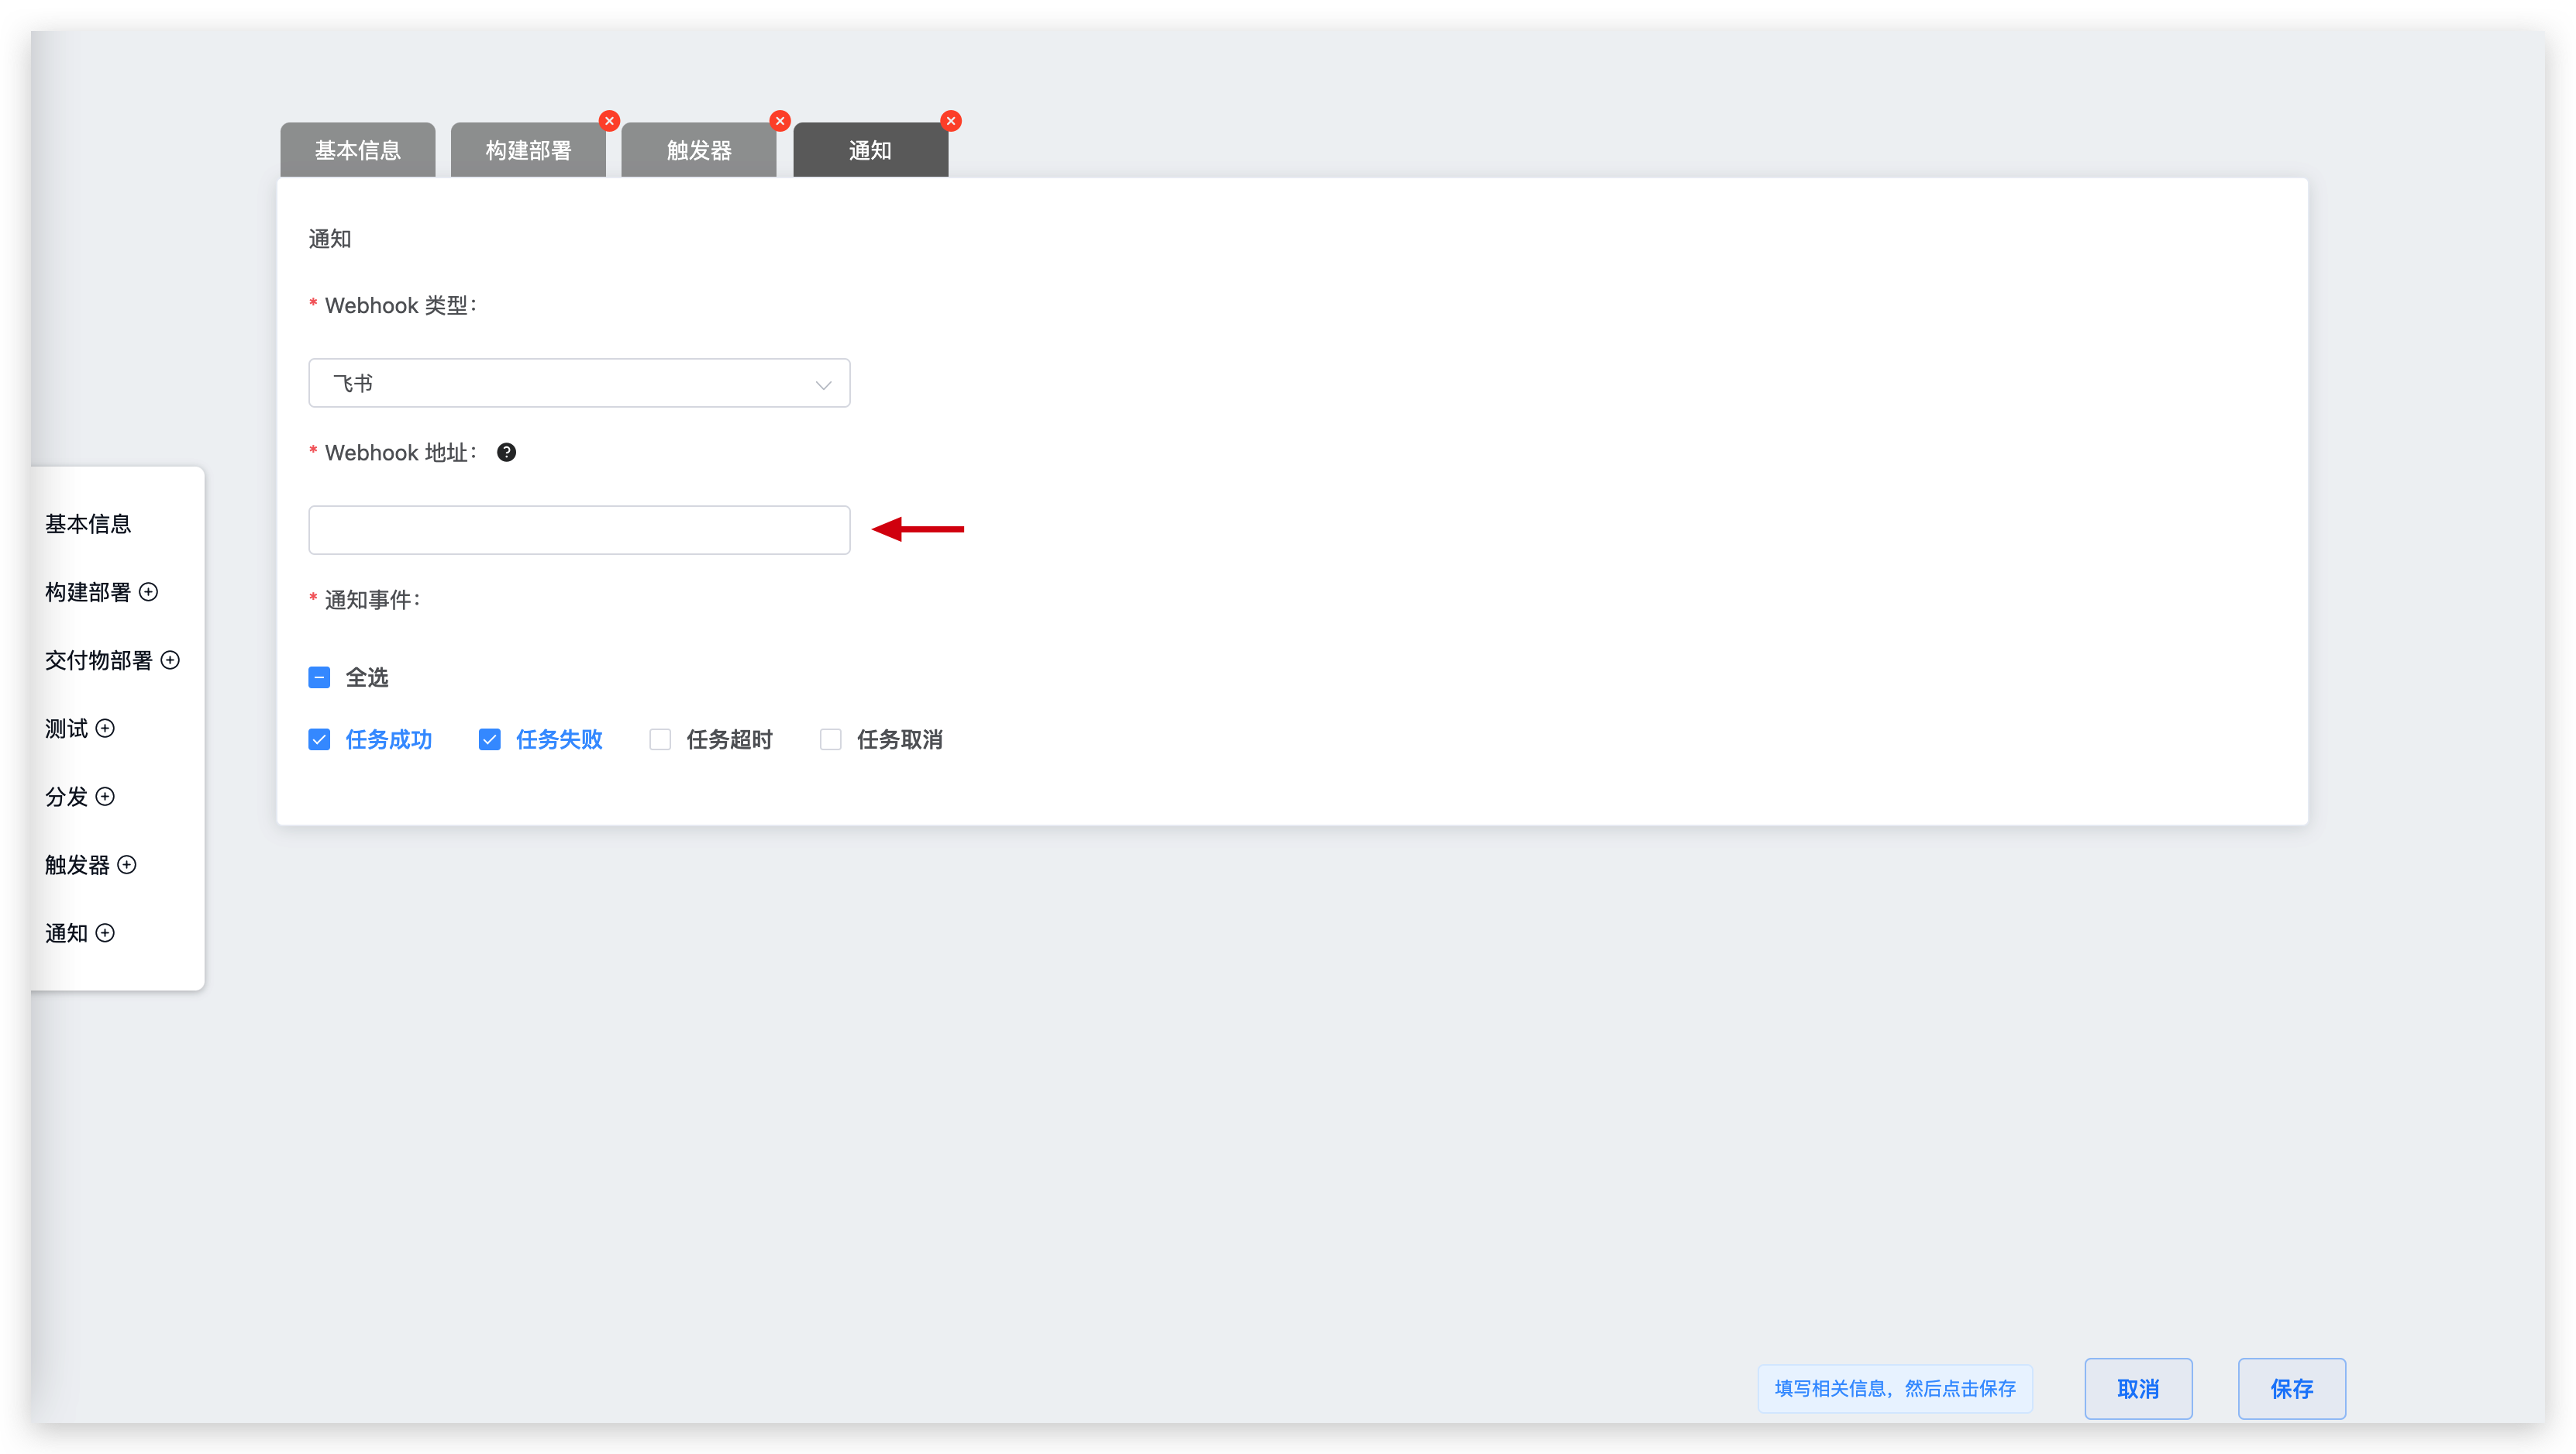 基本信息
构建部署
触发器
通知
通知
* Webhook 类型：
飞书
* Webhook 地址：
* 通知事件：
全选
任务成功
任务失败
任务超时
任务取消
基本信息
构建部署
交付物部署
测试
分发
触发器
通知
填写相关信息，然后点击保存
取消
保存